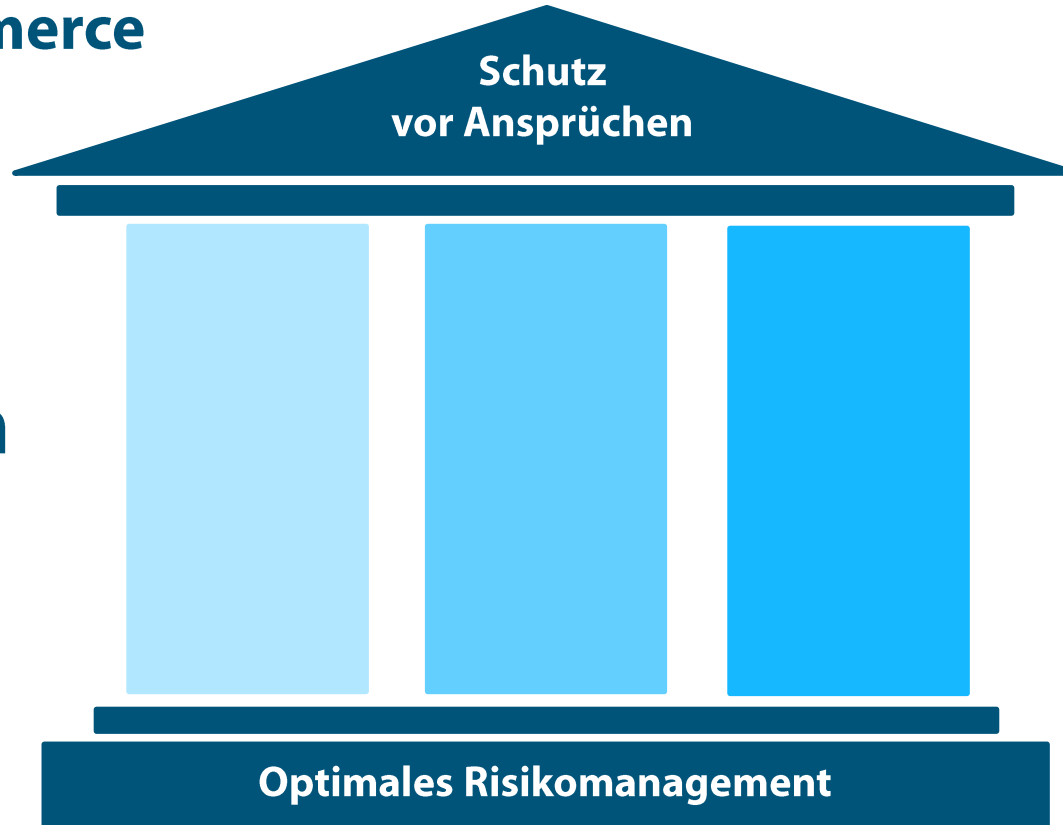 merce
Schutz
vor Ansprüchen
n
Optimales Risikomanagement